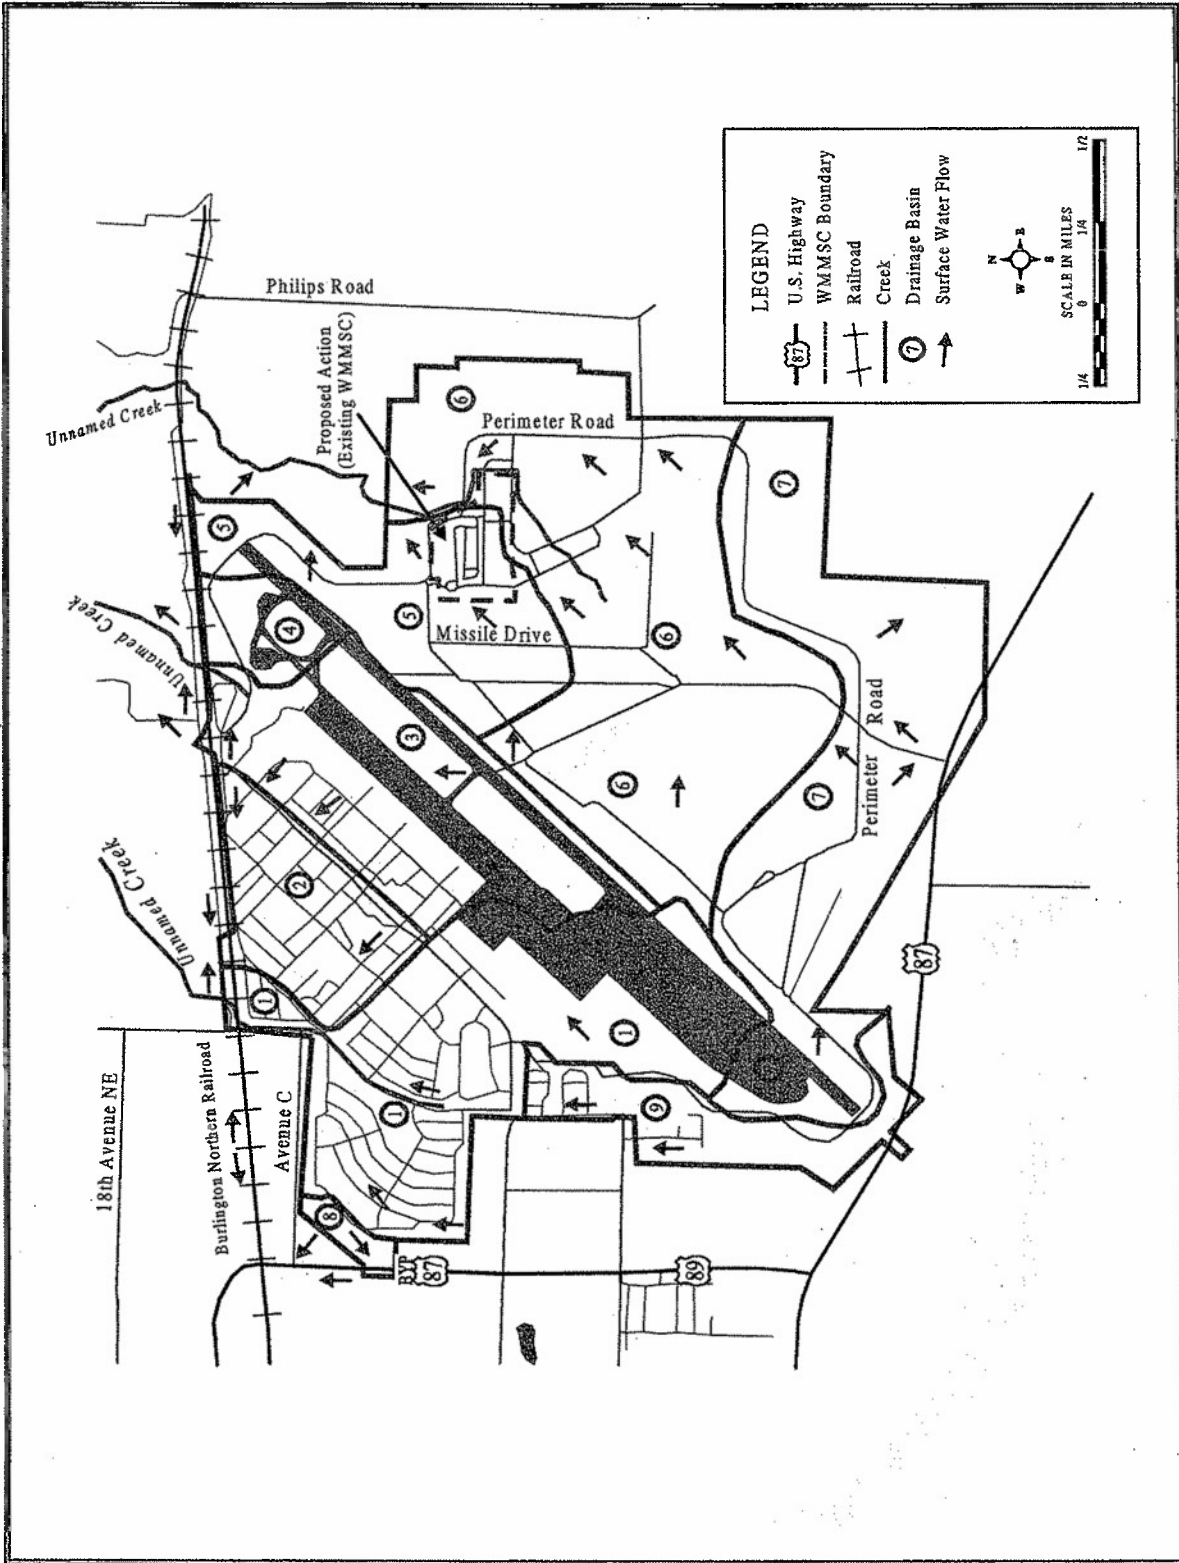 18th Avenue NE
Burlington Northern Railroad
Avenue C
Unnamed Creek
Unnamed Creek
Unnamed Creek
Philips Road
Proposed Action
(Existing WMMSC)
Perimeter Road
Missile Drive
Perimeter
Road
1
1
1
2
3
4
5
5
6
6
6
7
7
8
9
BYP
87
89
87
LEGEND
87 U.S. Highway
WMMSC Boundary
Railroad
Creek
7 Drainage Basin
Surface Water Flow
N
W E
S
SCALE IN MILES
1/4 0 1/4 1/2